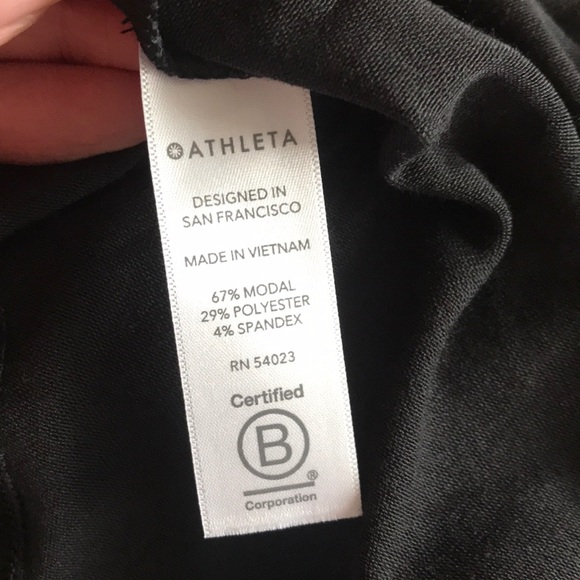 ATHLETA
DESIGNED IN
SAN FRANCISCO
MADE IN VIETNAM
67% MODAL
29% POLYESTER
4% SPANDEX
RN 54023
Certified
B
®
Corporation